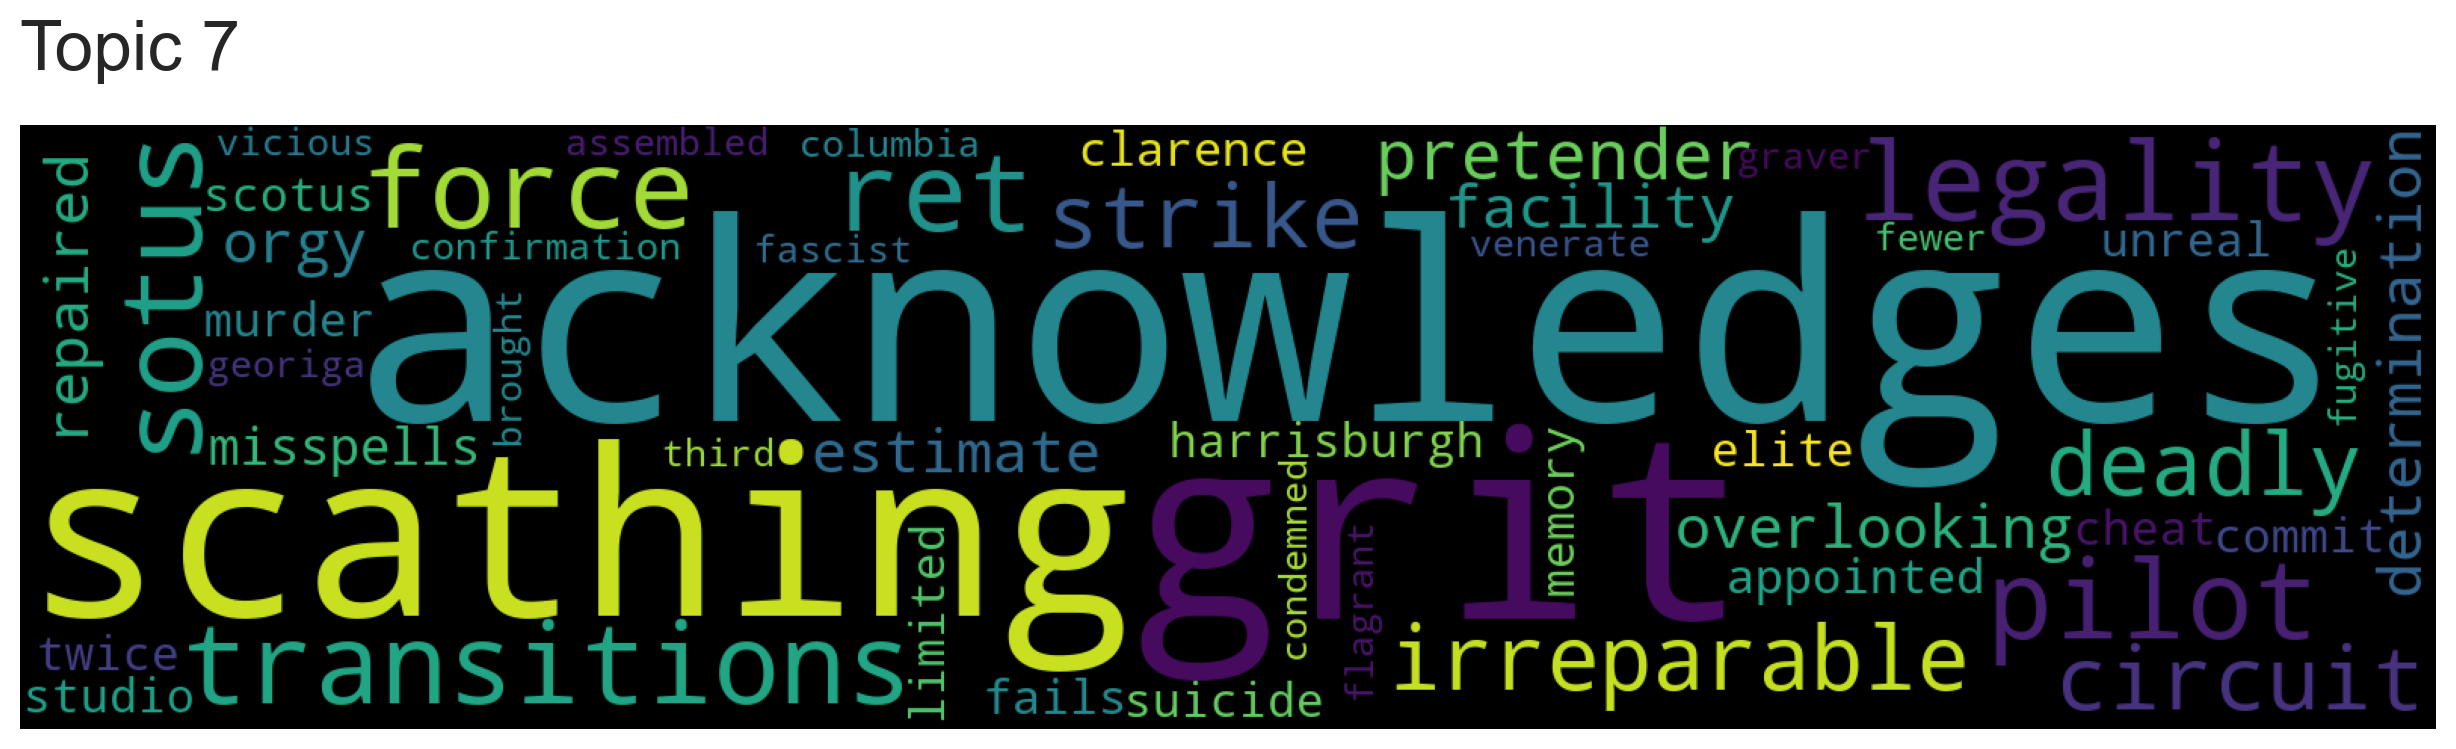 Topic 7
vicious
assembled
columbia
clarence
pretender
graver
legality
determination
repaired
sotus
scotus
force
ret
strike
facility
orgy
confirmation
fascist
venerate
fewer
unreal
acknowledges
murder
georiga
brought
fugitive
misspells
third
estimate
harrisburgh
memory
elite
deadly
scathing
grit
condemned
flagrant
overlooking
cheat
commit
limited
appointed
pilot
twice
transitions
irreparable
circuit
studio
fails
suicide